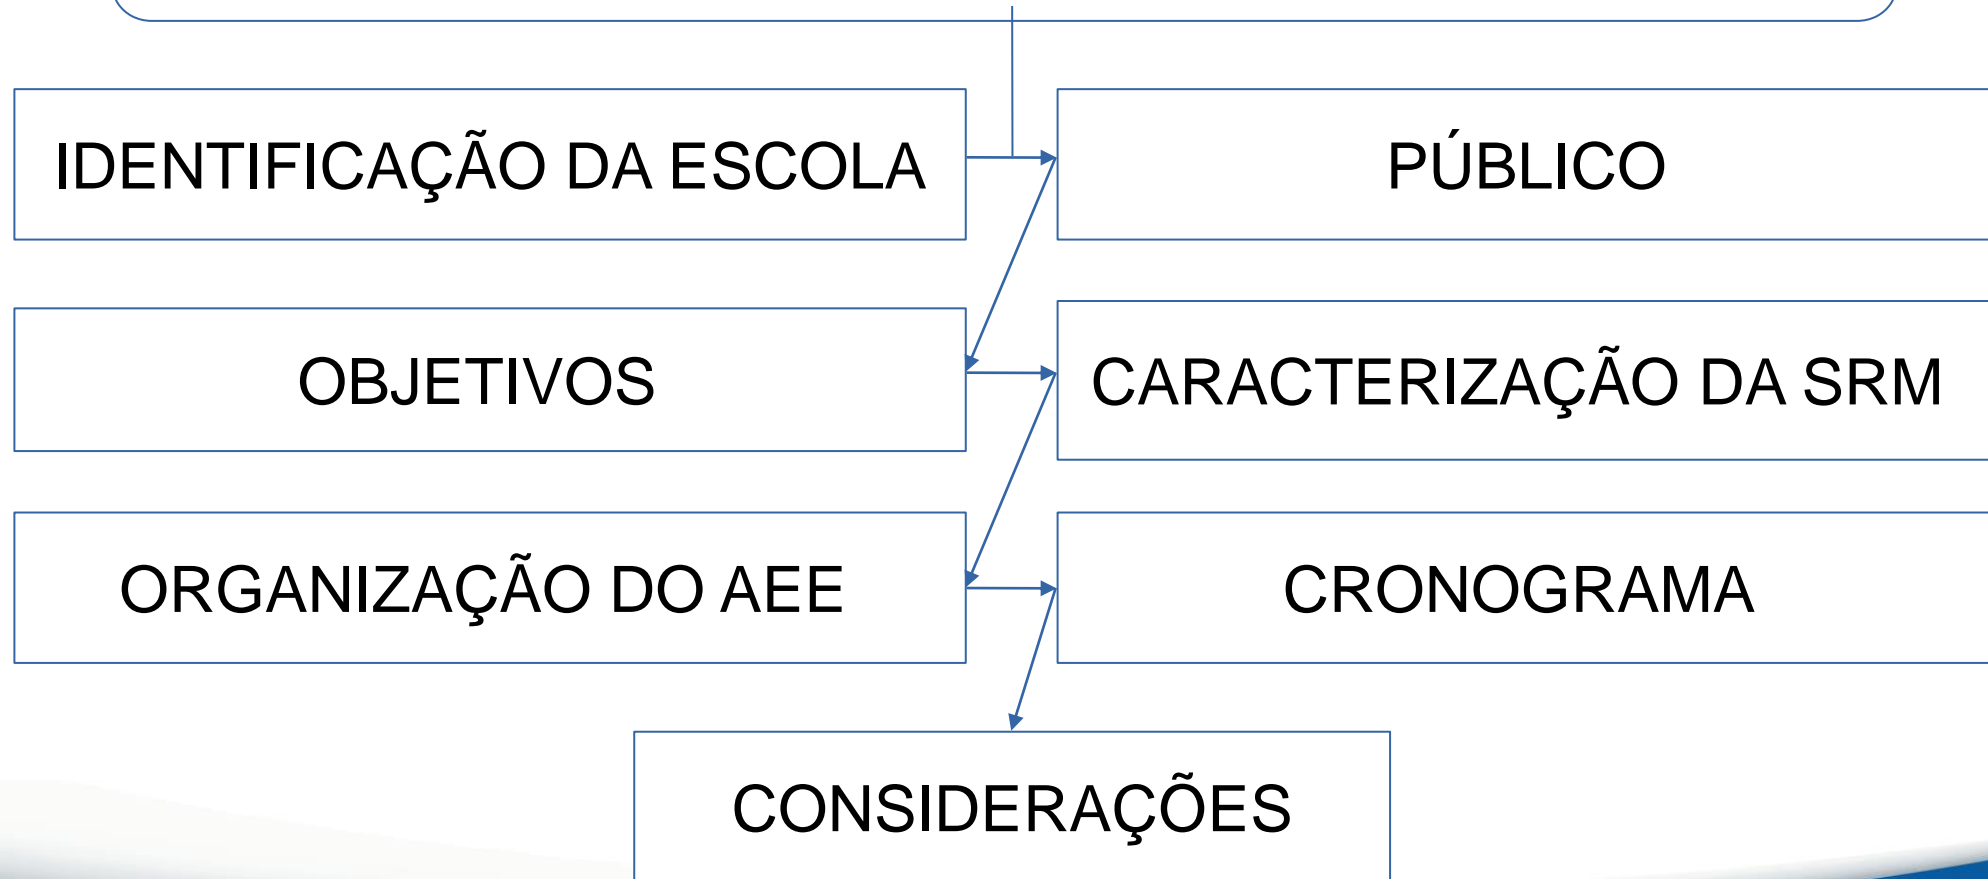 IDENTIFICAÇÃO DA ESCOLA
PÚBLICO
OBJETIVOS
CARACTERIZAÇÃO DA SRM
ORGANIZAÇÃO DO AEE
CRONOGRAMA
CONSIDERAÇÕES